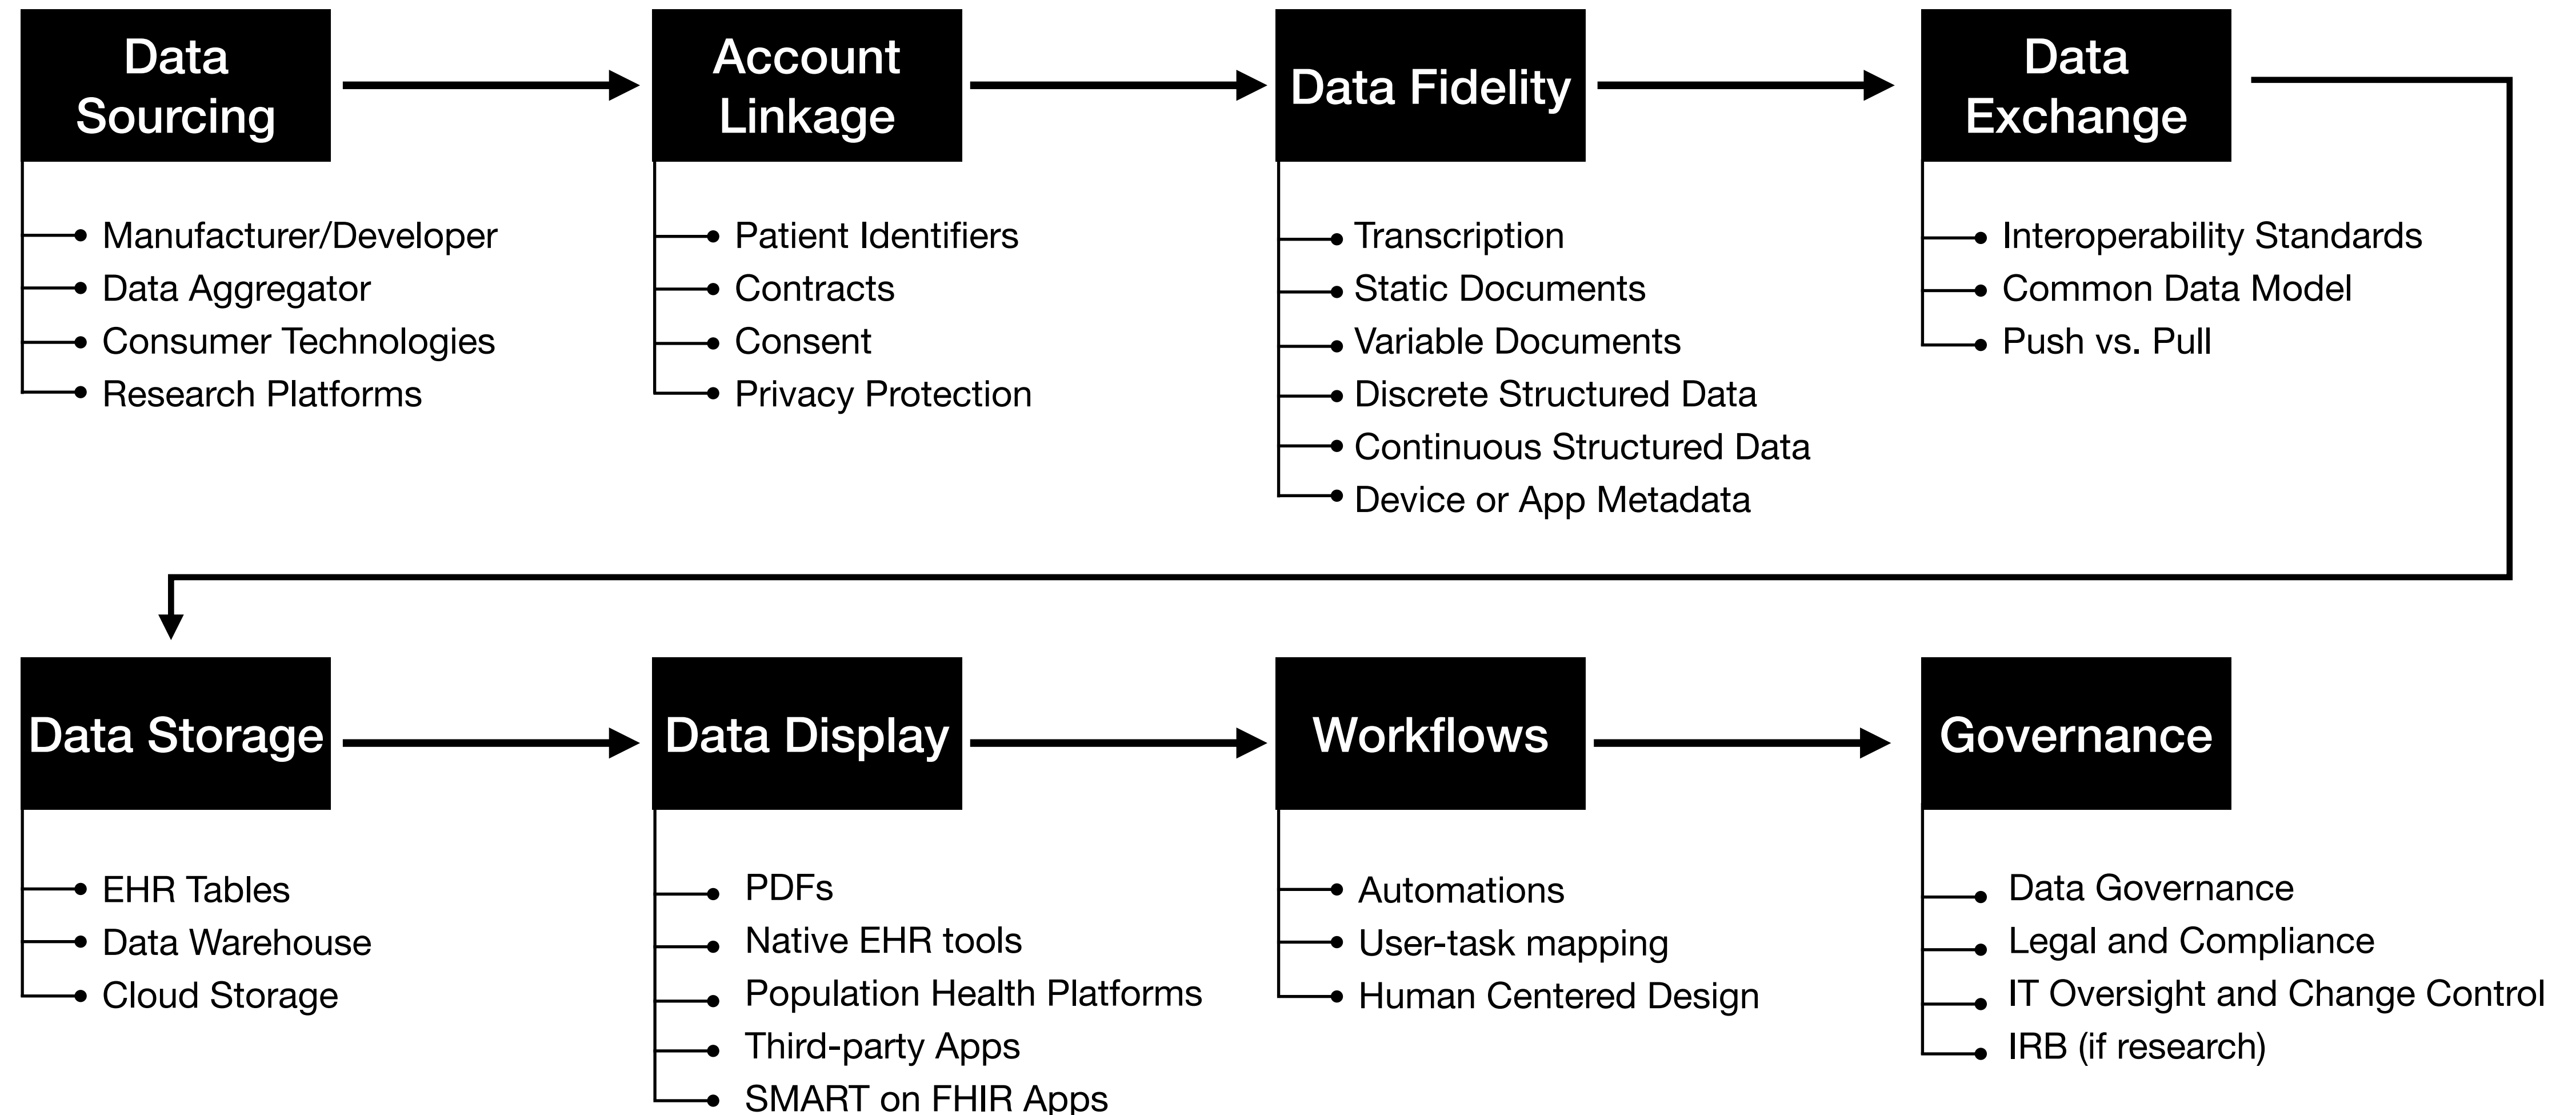 Data
Sourcing
Manufacturer/Developer
Data Aggregator
Consumer Technologies
Research Platforms
Account
Linkage
Patient Identifiers
Contracts
Consent
Privacy Protection
Data Fidelity
Transcription
Static Documents
Variable Documents
Discrete Structured Data
Continuous Structured Data
Device or App Metadata
Data
Exchange
Interoperability Standards
Common Data Model
Push vs. Pull
Data Storage
EHR Tables
Data Warehouse
Cloud Storage
Data Display
PDFs
Native EHR tools
Population Health Platforms
Third-party Apps
SMART on FHIR Apps
Workflows
Automations
User-task mapping
Human Centered Design
Governance
Data Governance
Legal and Compliance
IT Oversight and Change Control
IRB (if research)